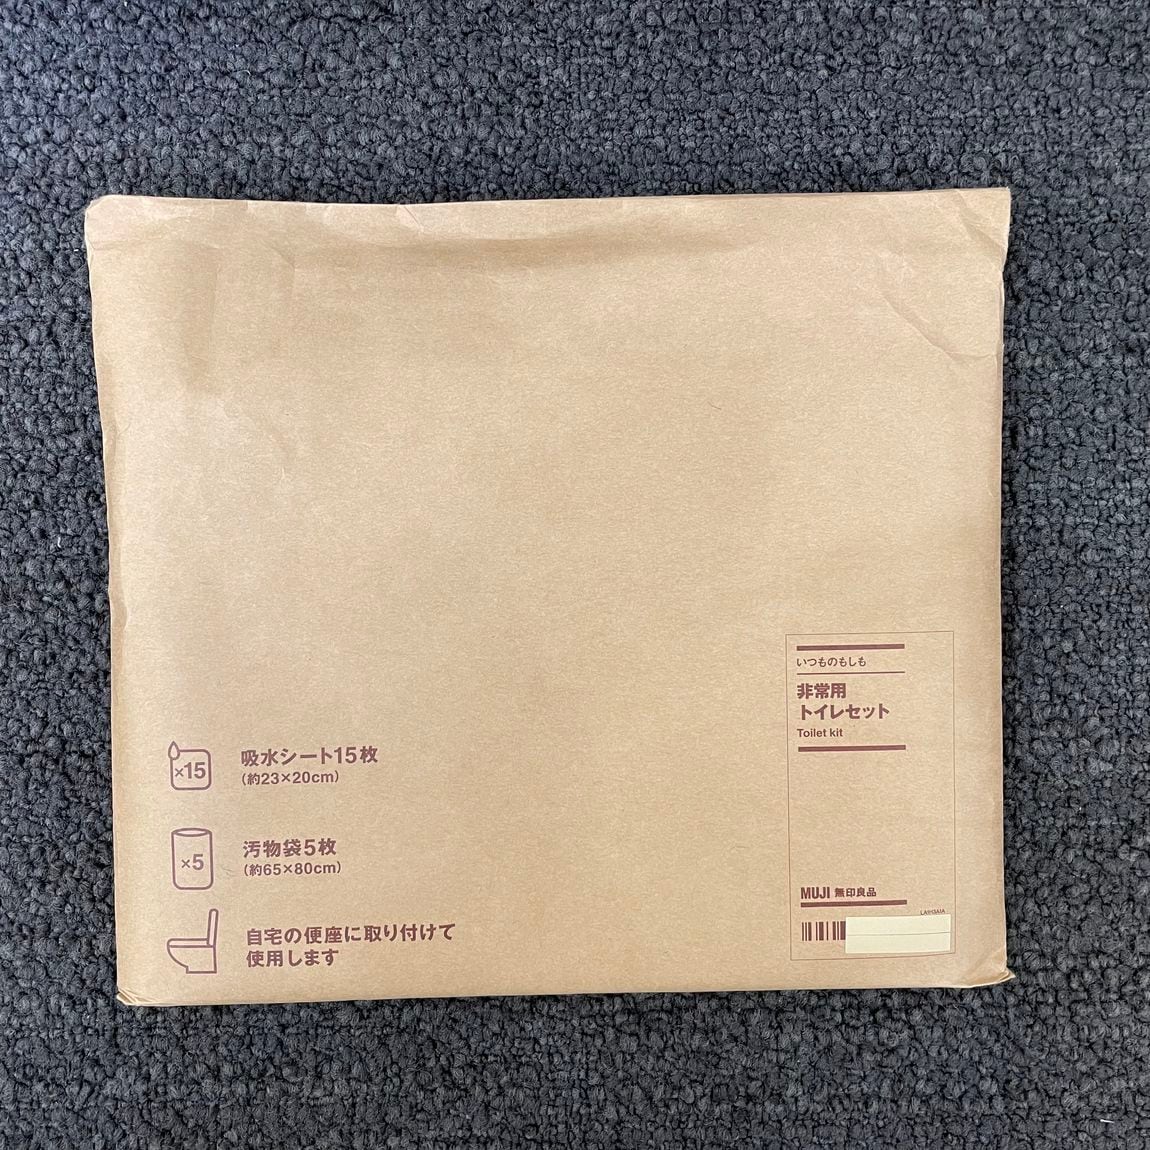 ×15
吸水シート15枚
(約23×20cm)
×5
汚物袋5枚
(約65×80cm)
自宅の便座に取り付けて
使用します
いつものもしも
非常用
トイレセット
Toilet kit
MUJI 無印良品